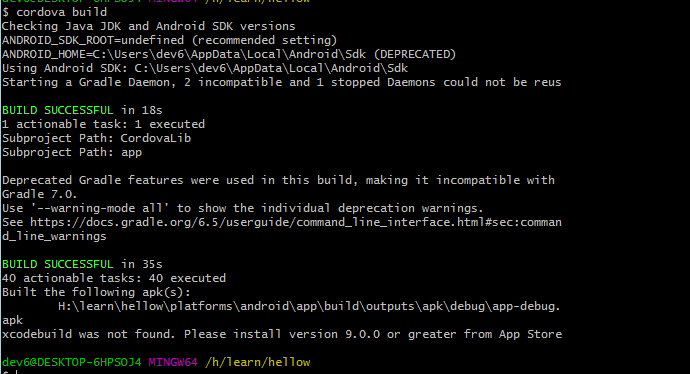 dev6@DESKTOP-6HPSOJ4 MINGW64 /h/learn/hellow
$ cordova build
Checking Java JDK and Android SDK versions
ANDROID_SDK_ROOT=undefined (recommended setting)
ANDROID_HOME=C:\Users\dev6\AppData\Local\Android\Sdk (DEPRECATED)
Using Android SDK: C:\Users\dev6\AppData\Local\Android\Sdk
Starting a Gradle Daemon, 2 incompatible and 1 stopped Daemons could not be reus
BUILD SUCCESSFUL in 18s
1 actionable task: 1 executed
Subproject Path: CordovaLib
Subproject Path: app
Deprecated Gradle features were used in this build, making it incompatible with
Gradle 7.0.
Use '--warning-mode all' to show the individual deprecation warnings.
See https://docs.gradle.org/6.5/userguide/command_line_interface.html#sec:comman
d_line_warnings
BUILD SUCCESSFUL in 35s
40 actionable tasks: 40 executed
Built the following apk(s):
H:\learn\hellow\platforms\android\app\build\outputs\apk\debug\app-debug.
apk
xcodebuild was not found. Please install version 9.0.0 or greater from App Store
dev6@DESKTOP-6HPSOJ4 MINGW64 /h/learn/hellow
$